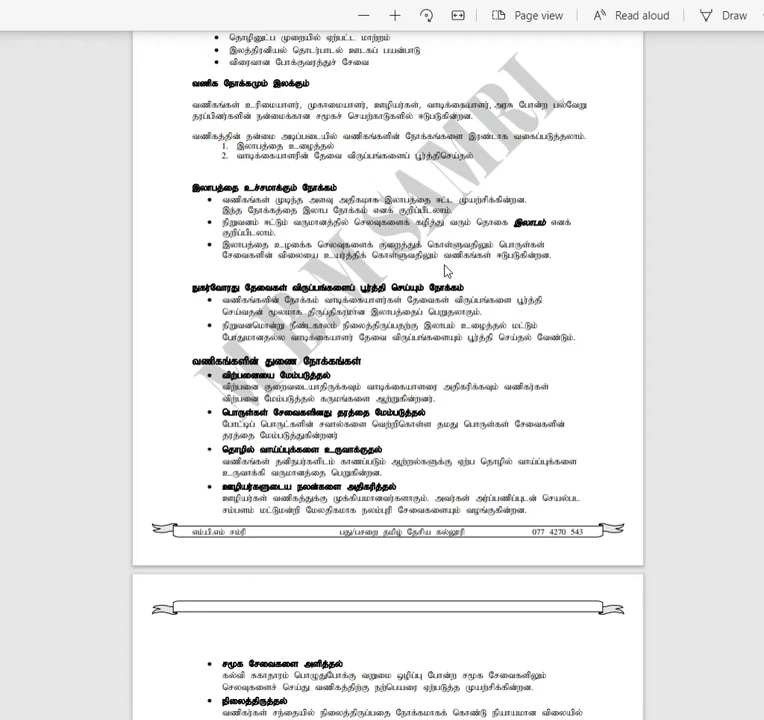 Page view
Read aloud
Draw
தொழினுட்ப முறையில் ஏற்பட்ட மாற்றம்
இலத்திரனியல் தொடர்பாடல் ஊடகப் பயன்பாடு
விரைவான போக்குவரத்துச் சேவை
வணிக நோக்கமும் இலக்கும்
வணிகங்கள் உரிமையாளர், முகாமையாளர், ஊழியர்கள், வாடிக்கையாளர், அரசு போன்ற பல்வேறு
தரப்பினர்களின் நன்மைக்கான சமூகச் செயற்காடுகளில் ஈடுபடுகின்றன.
வணிகத்தின் தன்மை அடிப்படையில் வணிகங்களின் நோக்கங்களை இரண்டாக வகைப்படுத்தலாம்.
1. இலாபத்தை உழைத்தல்
2. வாடிக்கையாளரின் தேவை விருப்பங்களைப் பூர்த்திசெய்தல்
இலாபத்தை உச்சமாக்கும் நோக்கம்
வணிகங்கள் முடிந்த அளவு அதிகமாக இலாபத்தை ஈட்ட முயற்சிக்கின்றன.
இந்த நோக்கத்தை இலாப நோக்கம் எனக் குறிப்பிடலாம்.
நிறுவனம் ஈட்டும் வருமானத்தில் செலவுகளைக் கழித்து வரும் தொகை இலாபம் எனக்
குறிப்பிடலாம்.
இலாபத்தை உழைக்க செலவுகளைக் குறைத்துக் கொள்ளுவதிலும் பொருள்கள்
சேவைகளின் விலையை உயர்த்திக் கொள்ளுவதிலும் வணிகங்கள் ஈடுபடுகின்றன.
நுகர்வோரது தேவைகள் விருப்பங்களைப் பூர்த்தி செய்யும் நோக்கம்
வணிகங்களின் நோக்கம் வாடிக்கையாளர்கள் தேவைகள் விருப்பங்களை பூர்த்தி
செய்வதன் மூலமாக திருப்திகரமான இலாபத்தைப் பெறுதலாகும்.
நிறுவனமொன்று நீண்டகாலம் நிலைத்திருப்பதற்கு இலாபம் உழைத்தல் மட்டும்
போதுமானதல்ல வாடிக்கையாளர் தேவை விருப்பங்களையும் பூர்த்தி செய்தல் வேண்டும்.
வணிகங்களின் துணை நோக்கங்கள்
விற்பனையை மேம்படுத்தல்
விற்பனை குறைவடையாதிருக்கவும் வாடிக்கையாளரை அதிகரிக்கவும் வணிகர்கள்
விற்பனை மேம்படுத்தல் கருமங்களை ஆற்றுகின்றனர்.
பொருள்கள் சேவைகளினது தரத்தை மேம்படுத்தல்
போட்டிப் பொருட்களின் சவால்களை வெற்றிகொள்ள தமது பொருள்கள் சேவைகளின்
தரத்தை மேம்படுத்துகின்றனர்
தொழில் வாய்ப்புக்களை உருவாக்குதல்
வணிகங்கள் தனிநபர்களிடம் காணப்படும் ஆற்றல்களுக்கு ஏற்ப தொழில் வாய்ப்புக்களை
உருவாக்கி வருமானத்தை பெறுகின்றன.
ஊழியர்களுடைய நலன்களை அதிகரித்தல்
ஊழியர்கள் வணிகத்துக்கு முக்கியமானவர்களாகும். அவர்கள் அர்ப்பணிப்புடன் செயல்பட
சம்பளம் மட்டுமன்றி மேலதிகமாக நலம்புரி சேவைகளையும் வழங்குகின்றன.
எம்.பி.எம் சம்ரி பது/பசறை தமிழ் தேசிய கல்லூரி 077 4270 543
சமூக சேவைகளை அளித்தல்
கல்வி சுகாதாரம் பொழுதுபோக்கு வறுமை ஒழிப்பு போன்ற சமூக சேவைகளிலும்
செலவுகளைச் செய்து வணிகத்திற்கு நற்பெயரை ஏற்படுத்த முயற்சிக்கின்றன.
நிலைத்திருத்தல்
வணிகர்கள் சந்தையில் நிலைத்திருப்பதை நோக்கமாகக் கொண்டு நியாயமான விலையில்
M.B.M SAMRI